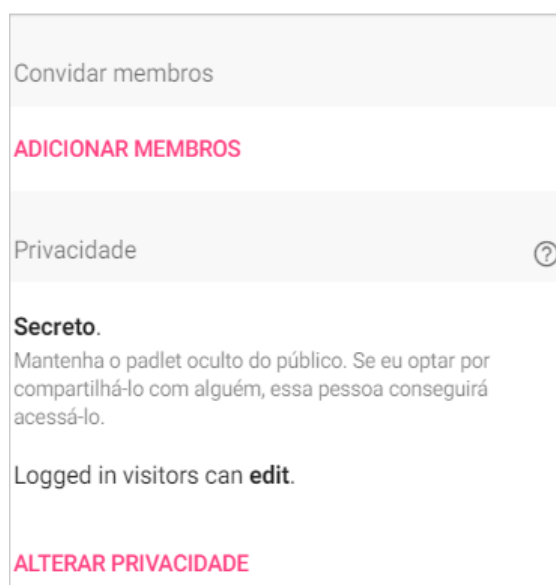 Convidar membros
ADICIONAR MEMBROS
Privacidade
?
Secreto.
Mantenha o padlet oculto do público. Se eu optar por
compartilhá-lo com alguém, essa pessoa conseguirá
acessá-lo.
Logged in visitors can edit.
ALTERAR PRIVACIDADE